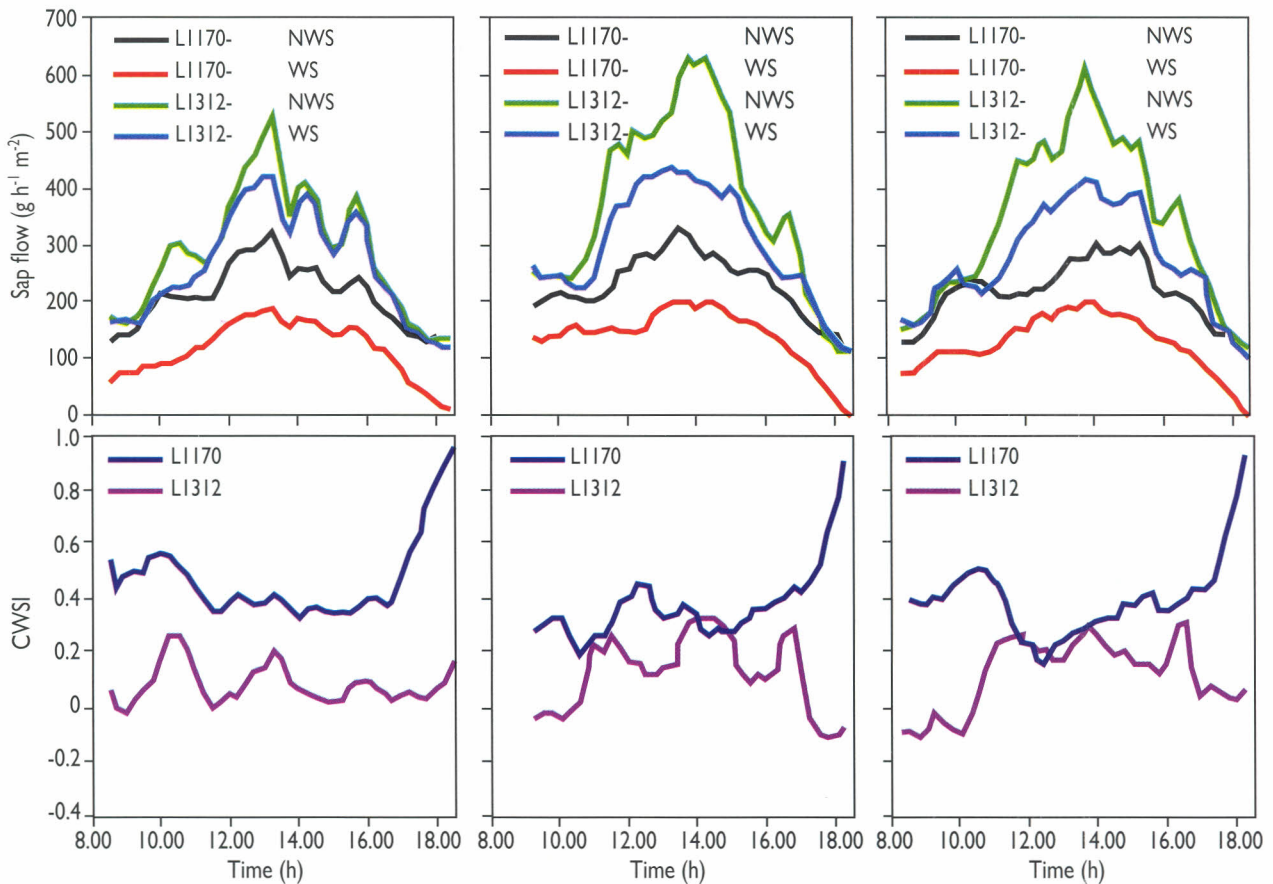 700
600
500
400
300
200
100
0
Sap flow (g h-1 m-2)
L1170- NWS
L1170- WS
L1312- NWS
L1312- WS
L1170- NWS
L1170- WS
L1312- NWS
L1312- WS
L1170- NWS
L1170- WS
L1312- NWS
L1312- WS
1.0
0.8
0.6
0.4
0.2
0
-0.2
-0.4
CWSI
L1170
L1312
L1170
L1312
L1170
L1312
8.00 10.00 12.00 14.00 16.00 18.00
8.00 10.00 12.00 14.00 16.00 18.00
8.00 10.00 12.00 14.00 16.00 18.00
Time (h)
Time (h)
Time (h)